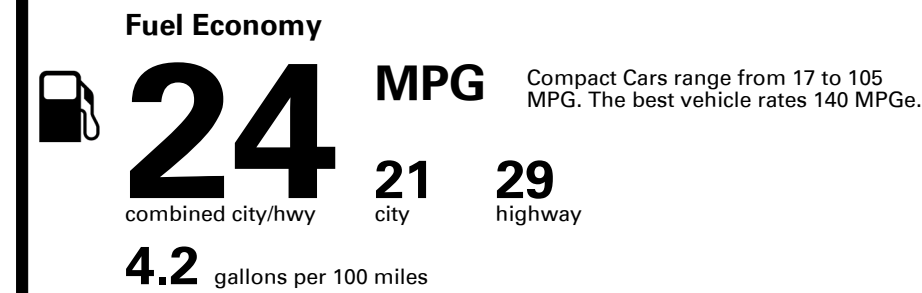 Fuel Economy
24 MPG
Compact Cars range from 17 to 105
MPG. The best vehicle rates 140 MPGe.
21 29
combined city/hwy city highway
4.2 gallons per 100 miles